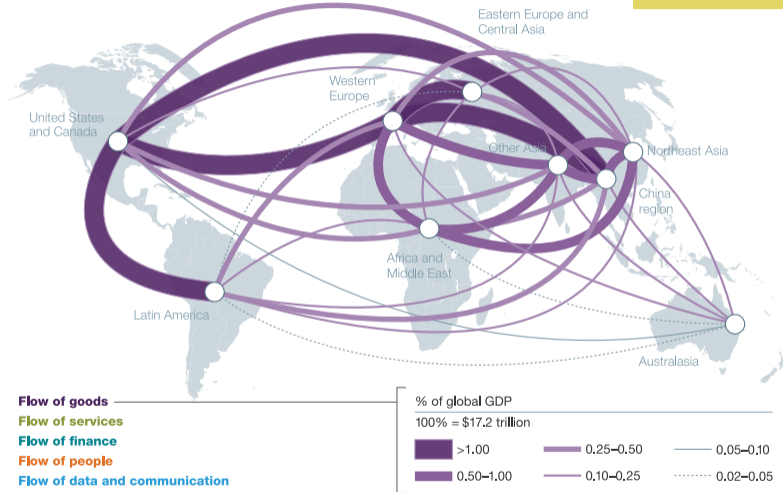 Eastern Europe and
Central Asia
Western
Europe
United States
and Canada
Other Asia
Northeast Asia
China
region
Africa and
Middle East
Latin America
Australasia
Flow of goods
Flow of services
Flow of finance
Flow of people
Flow of data and communication
% of global GDP
100% = $17.2 trillion
>1.00
0.25–0.50
0.05–0.10
0.50–1.00
0.10–0.25
0.02–0.05